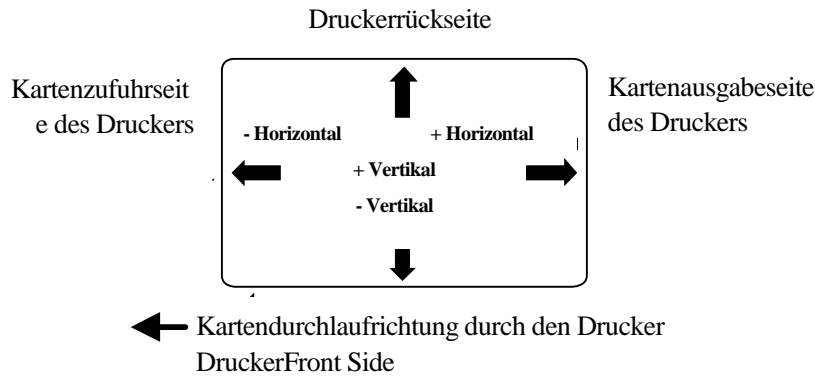 Druckerrückseite
Kartenzufuhrseit
e des Druckers
Kartenausgabeseite
des Druckers
- Horizontal
+ Horizontal
+ Vertikal
- Vertikal
Kartendurchlaufrichtung durch den Drucker
DruckerFront Side